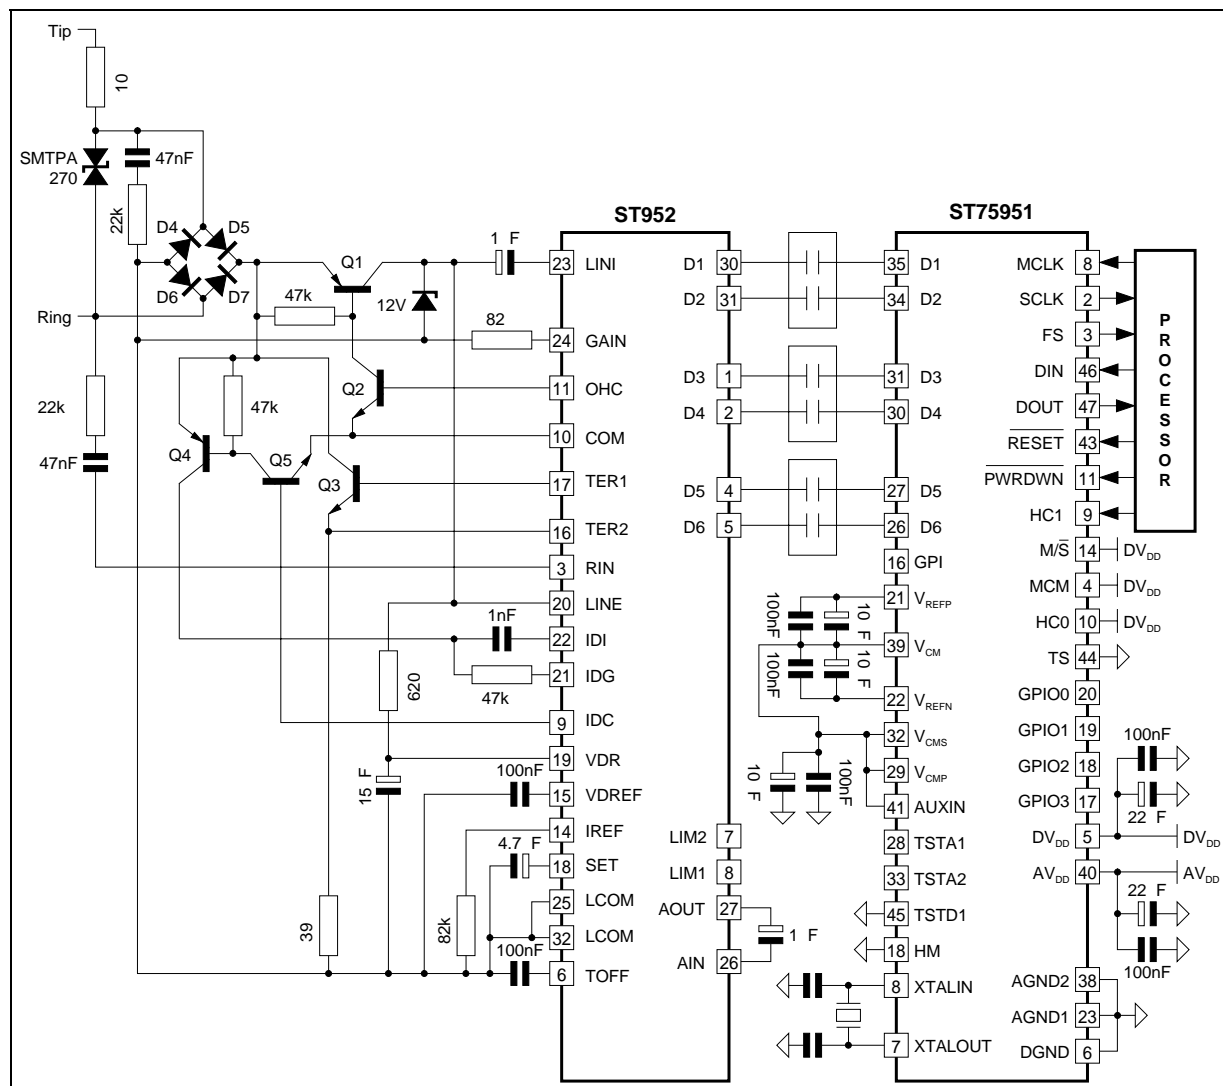 Tip
10
SMTPA
270
47nF
22k
D4
D5
D6
D7
Ring
22k
47nF
Q1
47k
12V
1 F
82
Q2
47k
Q4
Q5
Q3
1nF
47k
620
15 F
100nF
4.7 F
82k
39
100nF
ST952
23 LINI
24 GAIN
11 OHC
10 COM
17 TER1
16 TER2
3 RIN
20 LINE
22 IDI
21 IDG
9 IDC
19 VDR
15 VDREF
14 IREF
18 SET
25 LCOM
32 LCOM
6 TOFF
D1 30
D2 31
D3 1
D4 2
D5 4
D6 5
LIM2 7
LIM1 8
AOUT 27
AIN 26
1 F
ST75951
35 D1
34 D2
31 D3
30 D4
27 D5
26 D6
16 GPI
21 VREFP
39 VCM
22 VREFN
32 VCMS
29 VCMP
41 AUXIN
28 TSTA1
33 TSTA2
45 TSTD1
18 HM
8 XTALIN
7 XTALOUT
100nF
10 F
100nF
10 F
10 F
100nF
MCLK 8
SCLK 2
FS 3
DIN 46
DOUT 47
RESET 43
PWRDWN 11
HC1 9
M/S 14 DVDD
MCM 4 DVDD
HC0 10 DVDD
TS 44
GPIO0 20
GPIO1 19
GPIO2 18
GPIO3 17
DVDD 5 DVDD
AVDD 40 AVDD
AGND2 38
AGND1 23
DGND 6
100nF
22 F
22 F
100nF
PROCESSOR